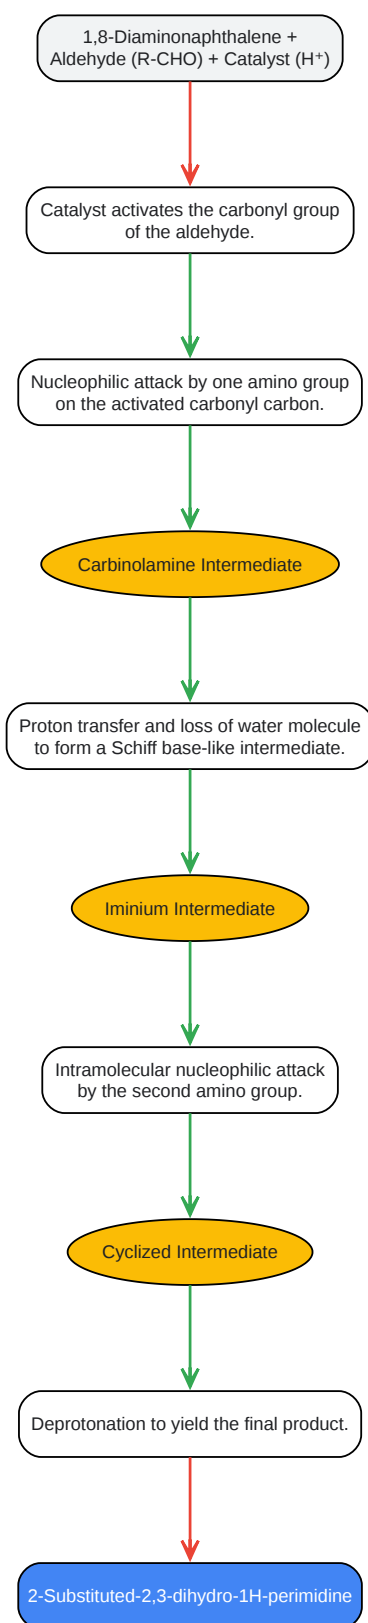 1,8-Diaminonaphthalene +
Aldehyde (R-CHO) + Catalyst (H⁺)
Catalyst activates the carbonyl group
of the aldehyde.
Nucleophilic attack by one amino group
on the activated carbonyl carbon.
Carbinolamine Intermediate
Proton transfer and loss of water molecule
to form a Schiff base-like intermediate.
Iminium Intermediate
Intramolecular nucleophilic attack
by the second amino group.
Cyclized Intermediate
Deprotonation to yield the final product.
2-Substituted-2,3-dihydro-1H-perimidine